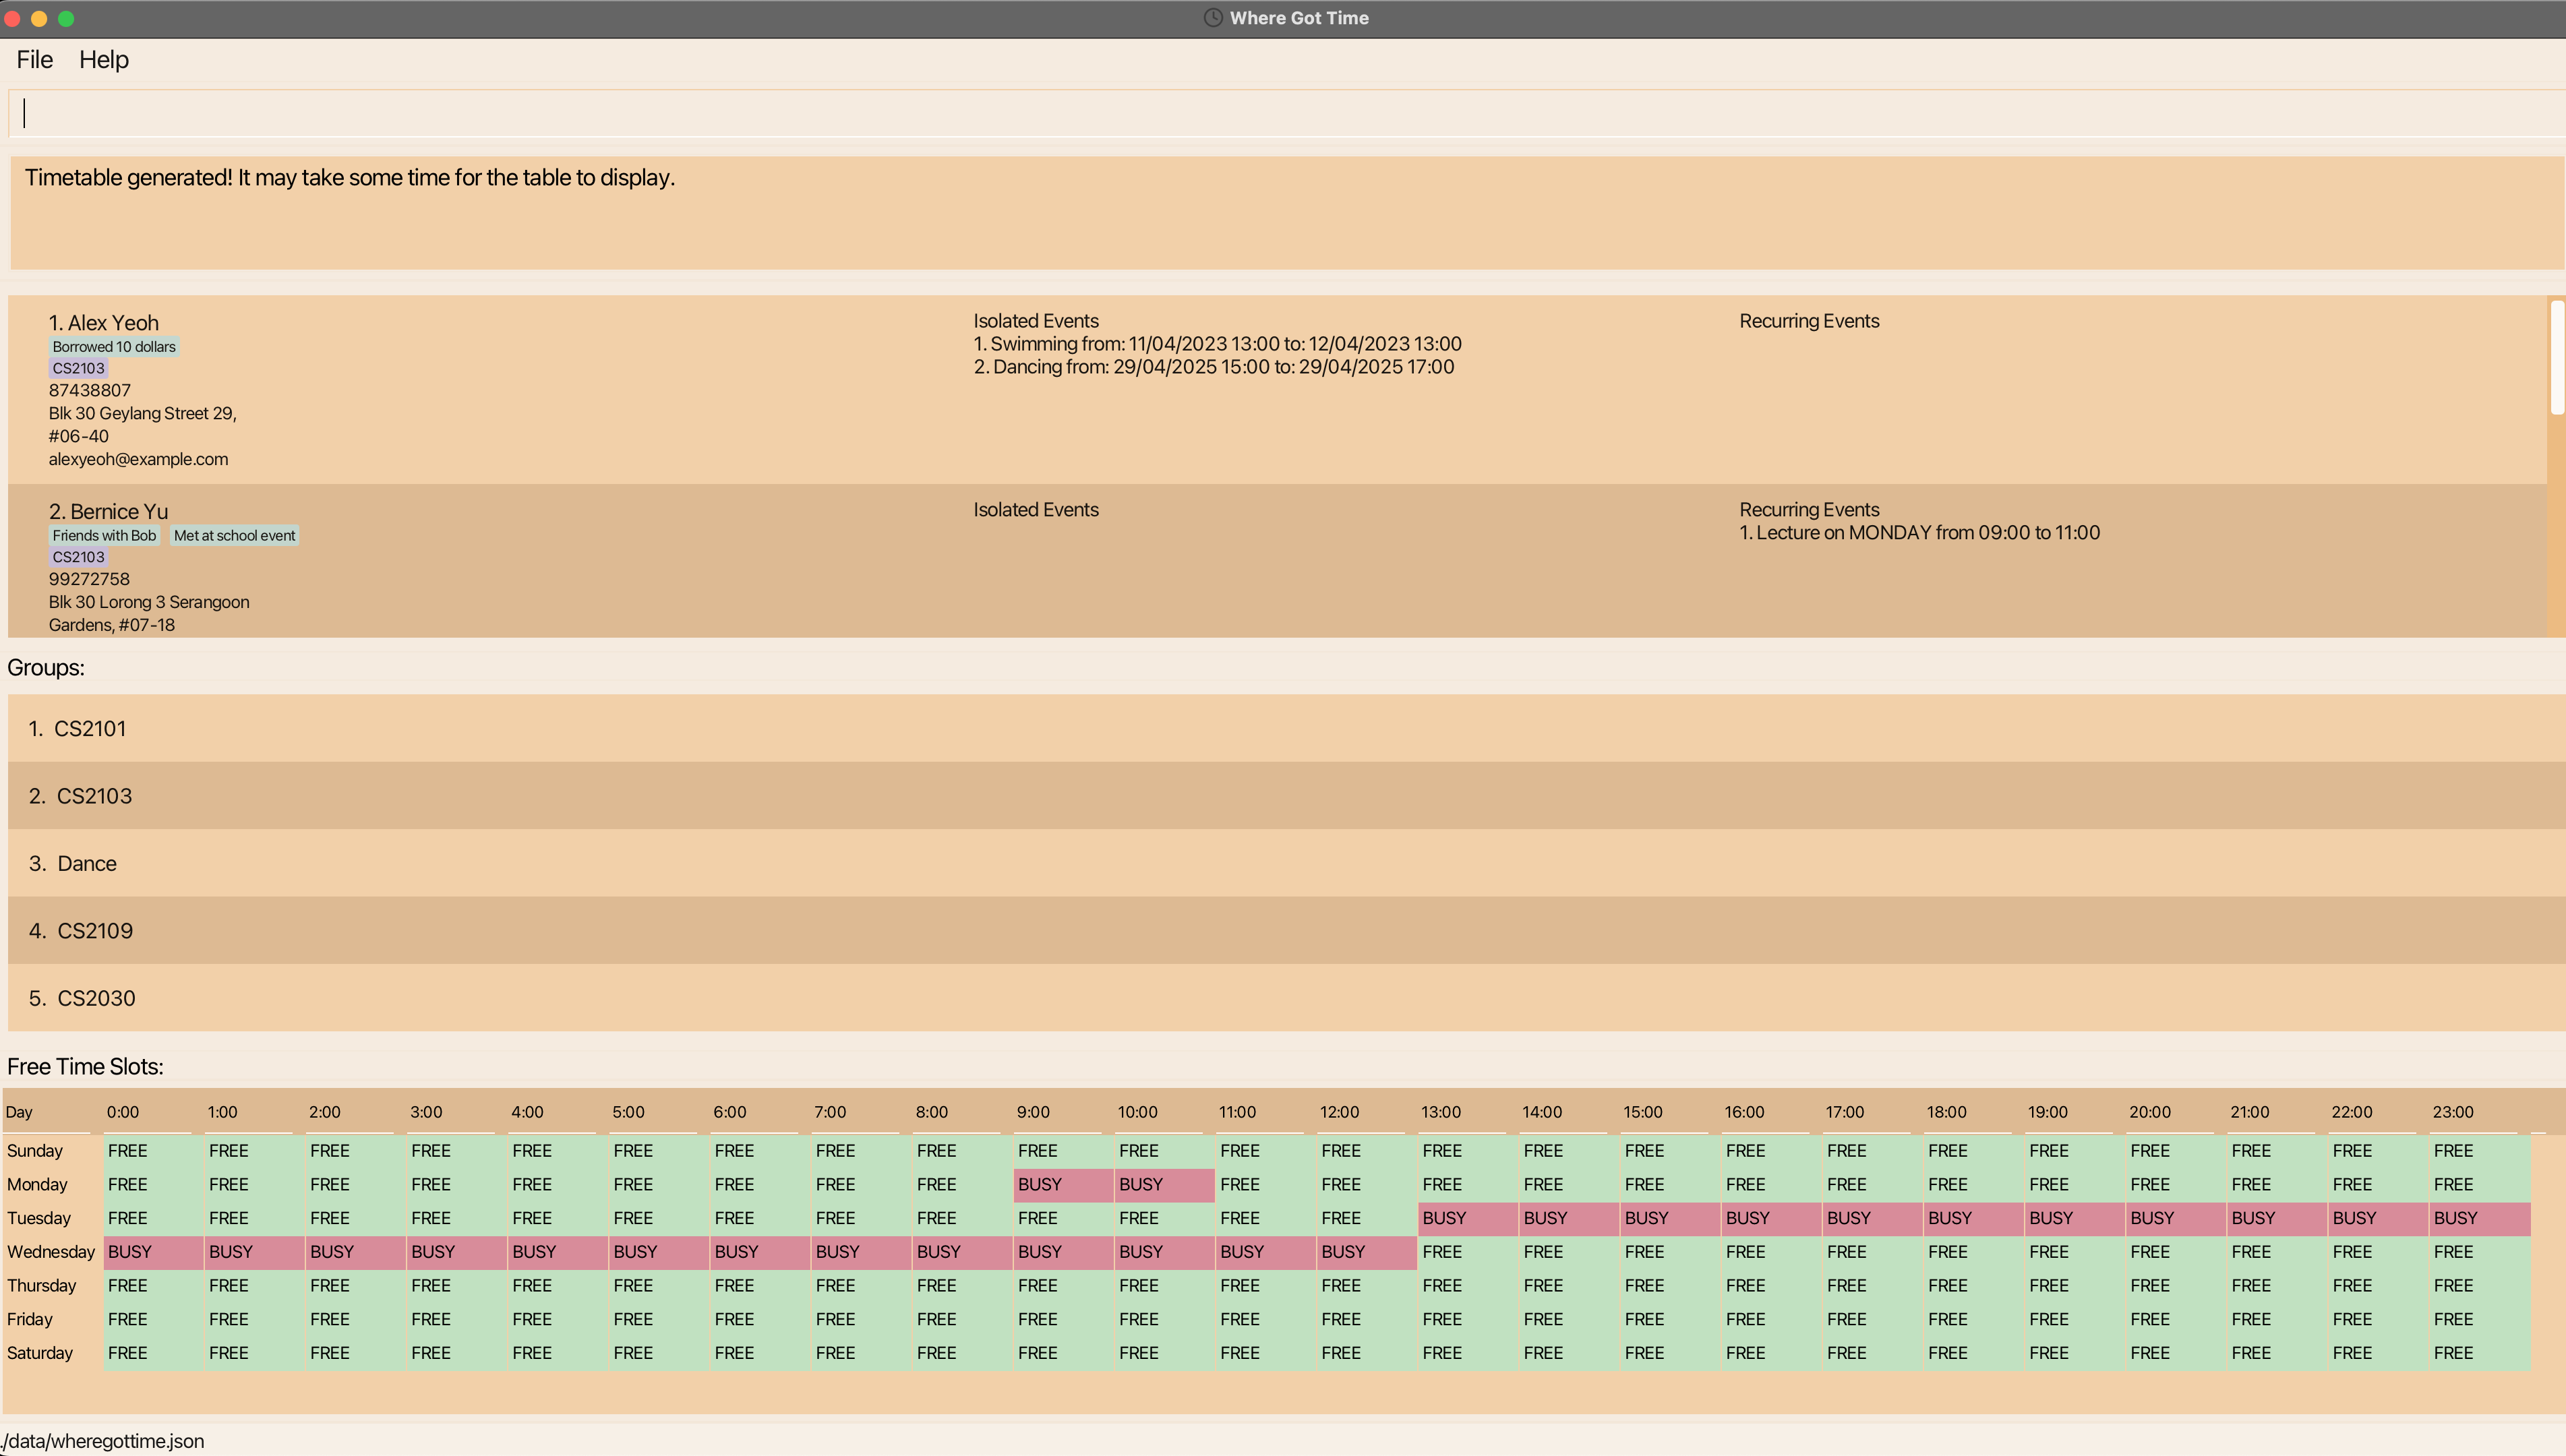 Where Got Time
File Help
Timetable generated! It may take some time for the table to display.
1. Alex Yeoh
Borrowed 10 dollars
CS2103
87438807
Blk 30 Geylang Street 29,
#06-40
alexyeoh@example.com
Isolated Events
1. Swimming from: 11/04/2023 13:00 to: 12/04/2023 13:00
2. Dancing from: 29/04/2025 15:00 to: 29/04/2025 17:00
Recurring Events
2. Bernice Yu
Friends with Bob Met at school event
CS2103
99272758
Blk 30 Lorong 3 Serangoon
Gardens, #07-18
Isolated Events
Recurring Events
1. Lecture on MONDAY from 09:00 to 11:00
Groups:
1. CS2101
2. CS2103
3. Dance
4. CS2109
5. CS2030
Free Time Slots:
Day 0:00 1:00 2:00 3:00 4:00 5:00 6:00 7:00 8:00 9:00 10:00 11:00 12:00 13:00 14:00 15:00 16:00 17:00 18:00 19:00 20:00 21:00 22:00 23:00
Sunday FREE FREE FREE FREE FREE FREE FREE FREE FREE FREE FREE FREE FREE FREE FREE FREE FREE FREE FREE FREE FREE FREE FREE FREE
Monday FREE FREE FREE FREE FREE FREE FREE FREE FREE BUSY BUSY FREE FREE FREE FREE FREE FREE FREE FREE FREE FREE FREE FREE FREE
Tuesday FREE FREE FREE FREE FREE FREE FREE FREE FREE FREE FREE FREE FREE BUSY BUSY BUSY BUSY BUSY BUSY BUSY BUSY BUSY BUSY BUSY
Wednesday BUSY BUSY BUSY BUSY BUSY BUSY BUSY BUSY BUSY BUSY BUSY BUSY BUSY FREE FREE FREE FREE FREE FREE FREE FREE FREE FREE FREE
Thursday FREE FREE FREE FREE FREE FREE FREE FREE FREE FREE FREE FREE FREE FREE FREE FREE FREE FREE FREE FREE FREE FREE FREE FREE
Friday FREE FREE FREE FREE FREE FREE FREE FREE FREE FREE FREE FREE FREE FREE FREE FREE FREE FREE FREE FREE FREE FREE FREE FREE
Saturday FREE FREE FREE FREE FREE FREE FREE FREE FREE FREE FREE FREE FREE FREE FREE FREE FREE FREE FREE FREE FREE FREE FREE FREE
./data/wheregottime.json